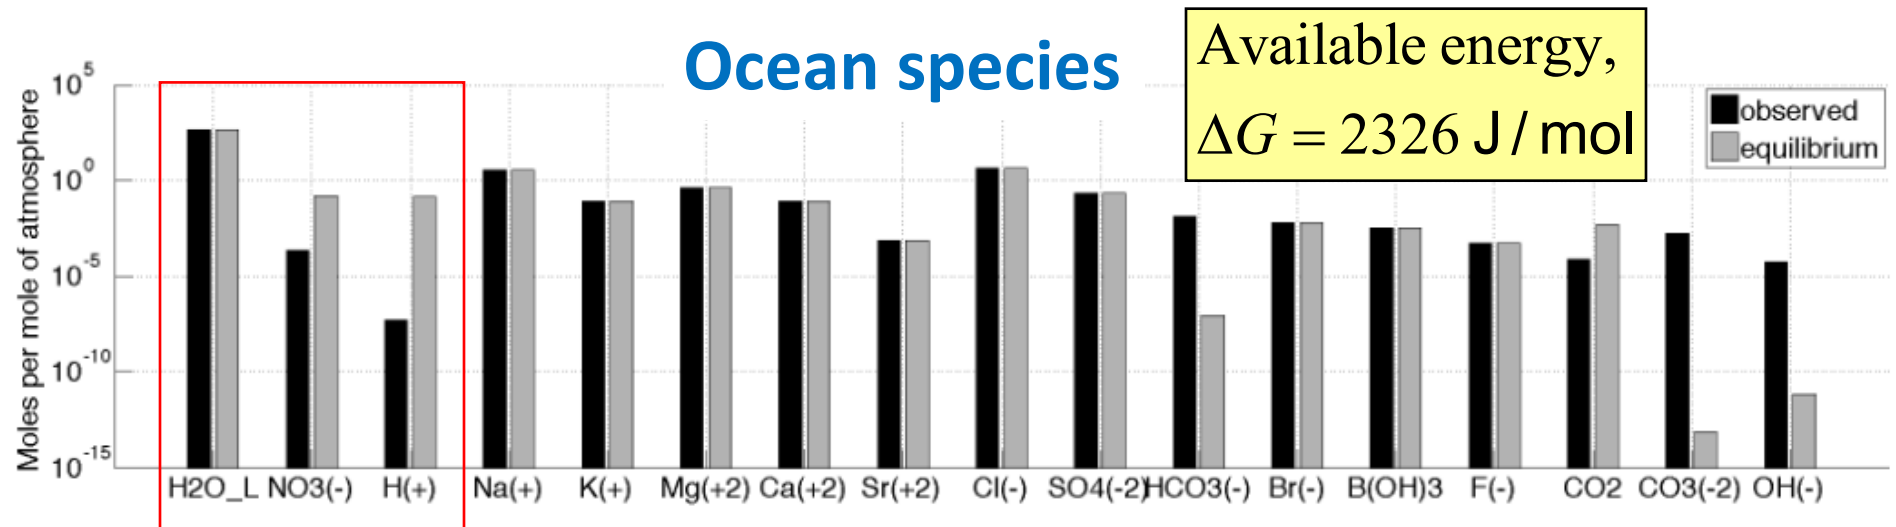 Ocean species
Available energy,
ΔG = 2326 J / mol
observed
equilibrium
Moles per mole of atmosphere
10^5
10^0
10^-5
10^-10
10^-15
H2O_L NO3(-) H(+) Na(+) K(+) Mg(+2) Ca(+2) Sr(+2) Cl(-) SO4(-2) HCO3(-) Br(-) B(OH)3 F(-) CO2 CO3(-2) OH(-)